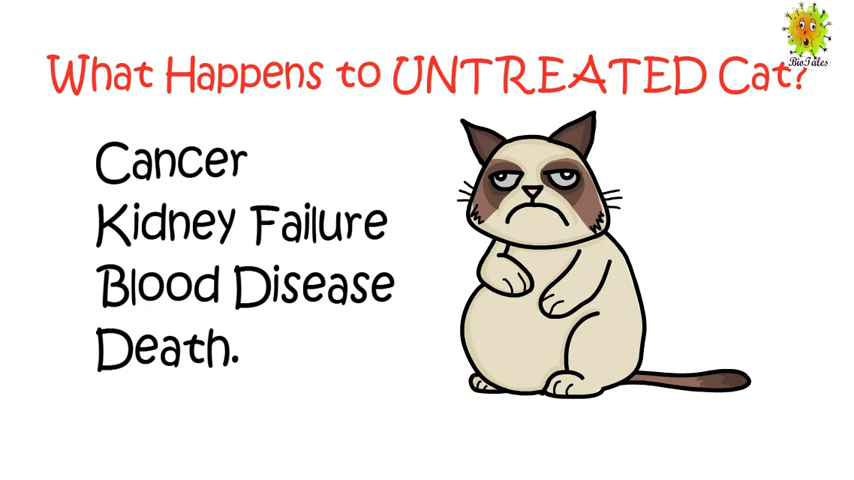 BioTales
What Happens to UNTREATED Cat?
Cancer
Kidney Failure
Blood Disease
Death.